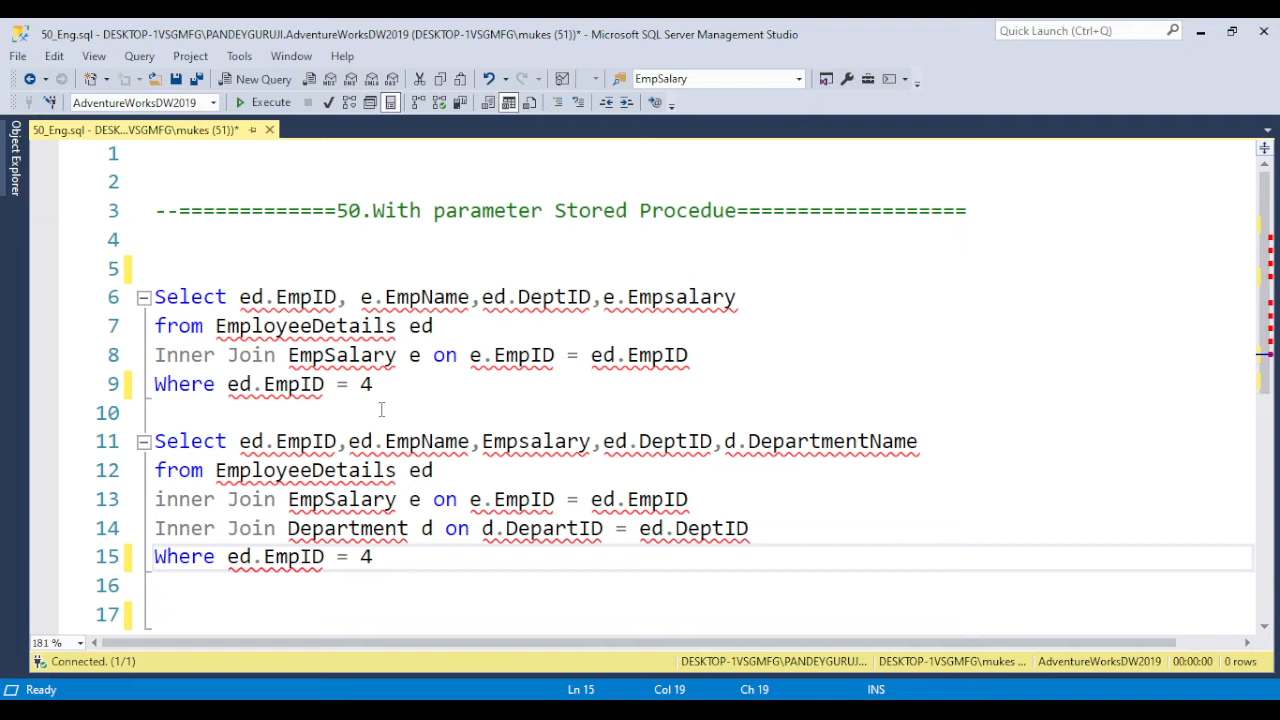 50_Eng.sql - DESKTOP-1VSGMFG\PANDEYGURUJI.AdventureWorksDW2019 (DESKTOP-1VSGMFG\mukes (51))* - Microsoft SQL Server Management Studio
Quick Launch (Ctrl+Q)
File Edit View Query Project Tools Window Help
New Query EmpSalary
AdventureWorksDW2019 Execute
50_Eng.sql - DESK...VSGMFG\mukes (51))*
Object Explorer
1
2
3 --=============50.With parameter Stored Procedue===================
4
5
6 Select ed.EmpID, e.EmpName,ed.DeptID,e.Empsalary
7 from EmployeeDetails ed
8 Inner Join EmpSalary e on e.EmpID = ed.EmpID
9 Where ed.EmpID = 4
10
11 Select ed.EmpID,ed.EmpName,Empsalary,ed.DeptID,d.DepartmentName
12 from EmployeeDetails ed
13 inner Join EmpSalary e on e.EmpID = ed.EmpID
14 Inner Join Department d on d.DepartID = ed.DeptID
15 Where ed.EmpID = 4
16
17
181 %
Connected. (1/1) DESKTOP-1VSGMFG\PANDEYGURUJ... DESKTOP-1VSGMFG\mukes ... AdventureWorksDW2019 00:00:00 0 rows
Ready Ln 15 Col 19 Ch 19 INS